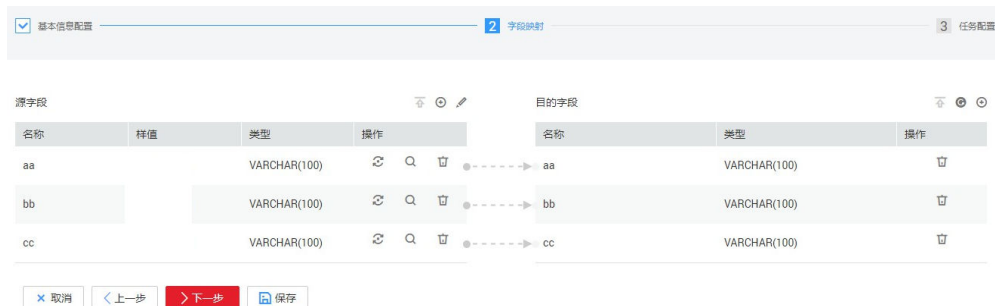 基本信息配置 2 字段映射 3 任务配置
源字段 目的字段
名称 样值 类型 操作 名称 类型 操作
aa VARCHAR(100) aa VARCHAR(100)
bb VARCHAR(100) bb VARCHAR(100)
cc VARCHAR(100) cc VARCHAR(100)
取消 上一步 下一步 保存